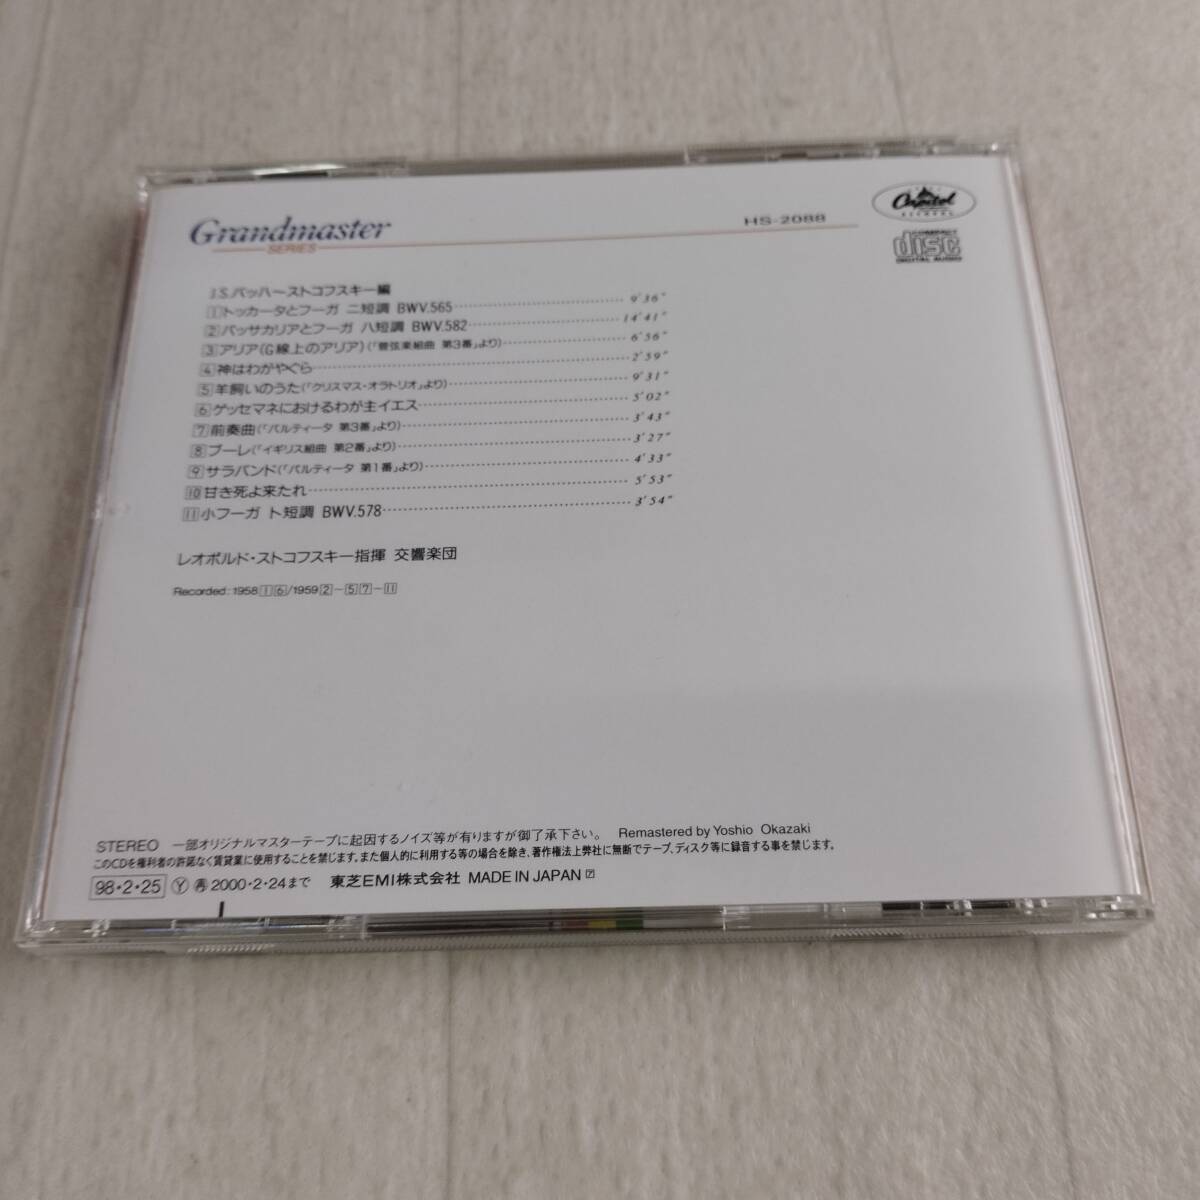 Grandmaster
SERIES
HS-2088
Capitol
RECORDS
COMPACT
disc
DIGITAL AUDIO
J.S.バッハーストコフスキー編
1 トッカータとフーガ ニ短調 BWV.565 9'36"
2 パッサカリアとフーガ ハ短調 BWV.582 14'41"
3 アリア(G線上のアリア)(「管弦楽組曲 第3番」より) 6'56"
4 神はわがやぐら 2'59"
5 羊飼いのうた(「クリスマス・オラトリオ」より) 9'31"
6 ゲッセマネにおけるわが主イエス 5'02"
7 前奏曲(「パルティータ 第3番」より) 3'43"
8 ブーレ(「イギリス組曲 第2番」より) 3'27"
9 サラバンド(「パルティータ 第1番」より) 4'33"
10 甘き死よ来たれ 5'53"
11 小フーガ ト短調 BWV.578 3'54"
レオポルド・ストコフスキー指揮 交響楽団
Recorded: 1958 1 6 / 1959 2 - 5 7 - 11
STEREO 一部オリジナルマスターテープに起因するノイズ等が有りますが御了承下さい。 Remastered by Yoshio Okazaki
このCDを権利者の許諾なく賃貸業に使用することを禁じます。また個人的に利用する等の場合を除き、著作権法上弊社に無断でテープ、ディスク等に録音する事を禁じます。
98・2・25 Ⓨ 再 2000・2・24まで 東芝EMI株式会社 MADE IN JAPAN